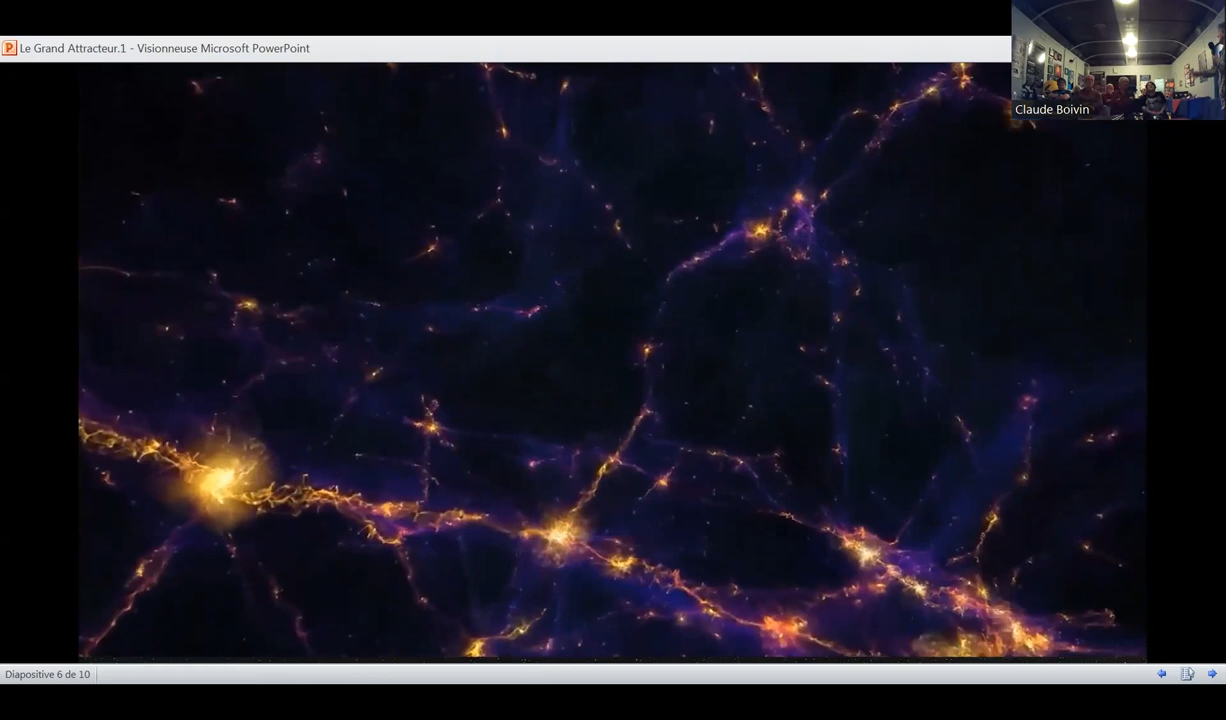 Le Grand Attracteur.1 - Visionneuse Microsoft PowerPoint
Claude Boivin
Diapositive 6 de 10